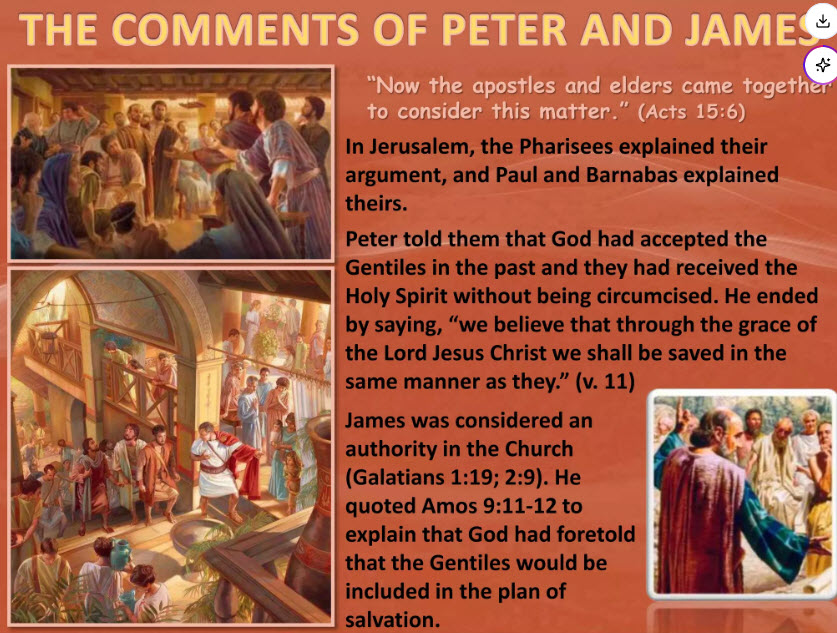 THE COMMENTS OF PETER AND JAMES
“Now the apostles and elders came together
to consider this matter.” (Acts 15:6)
In Jerusalem, the Pharisees explained their
argument, and Paul and Barnabas explained
theirs.
Peter told them that God had accepted the
Gentiles in the past and they had received the
Holy Spirit without being circumcised. He ended
by saying, “we believe that through the grace of
the Lord Jesus Christ we shall be saved in the
same manner as they.” (v. 11)
James was considered an
authority in the Church
(Galatians 1:19; 2:9). He
quoted Amos 9:11-12 to
explain that God had foretold
that the Gentiles would be
included in the plan of
salvation.